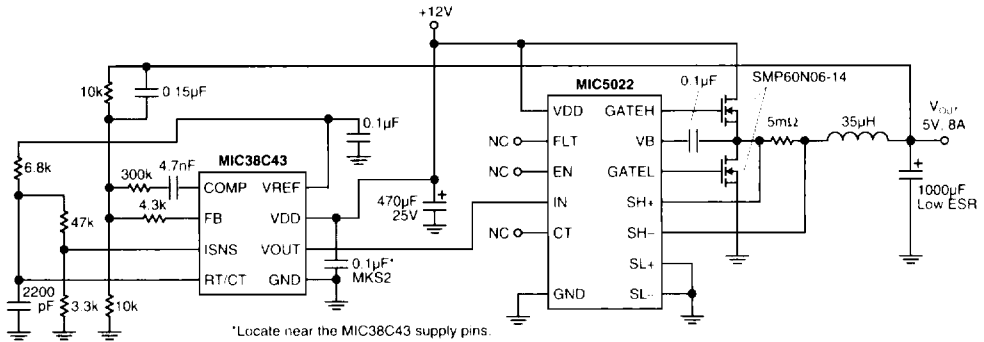 +12V
10k
0.15µF
0.1µF
6.8k
MIC38C43
300k
4.7nF
4.3k
47k
COMP
VREF
FB
VDD
ISNS
VOUT
RT/CT
GND
2200
pF
3.3k
10k
470µF
25V
0.1µF*
MKS2
*Locate near the MIC38C43 supply pins.
MIC5022
NC
NC
NC
VDD
GATEH
FLT
VB
EN
GATEL
IN
SH+
CT
SH–
SL+
GND
SL–
0.1µF
SMP60N06-14
5mΩ
35µH
VOUT
5V, 8A
1000µF
Low ESR